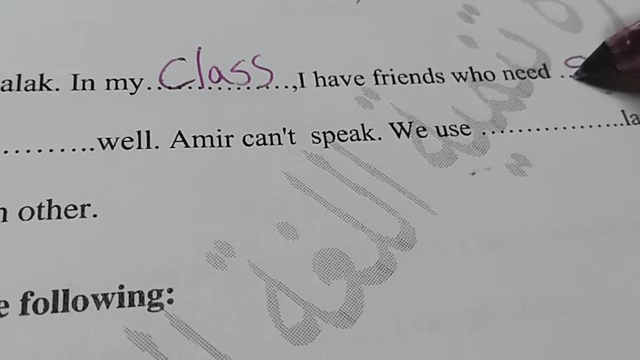 alak. In my..Class..........,I have friends who need ..S
.........well. Amir can't speak. We use ...................la
other.
following: